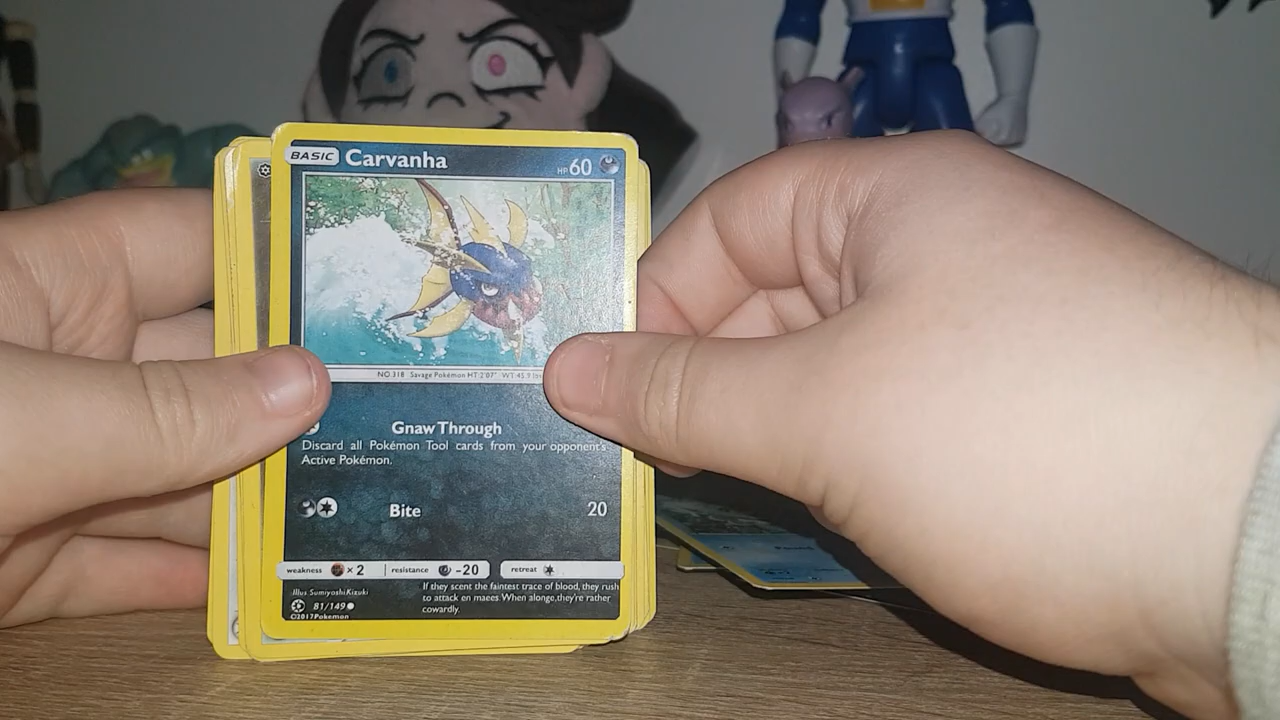 BASIC Carvanha HP 60
NO.318 Savage Pokémon HT:2'07" WT:45.9 lbs
Gnaw Through
Discard all Pokémon Tool cards from your opponent's
Active Pokémon.
Bite 20
weakness ×2 resistance -20 retreat
If they scent the faintest trace of blood, they rush
to attack en maees. When alonge, they're rather
cowardly.
Illus SumiyoshiKizuki
81/149
©2017Pokemon